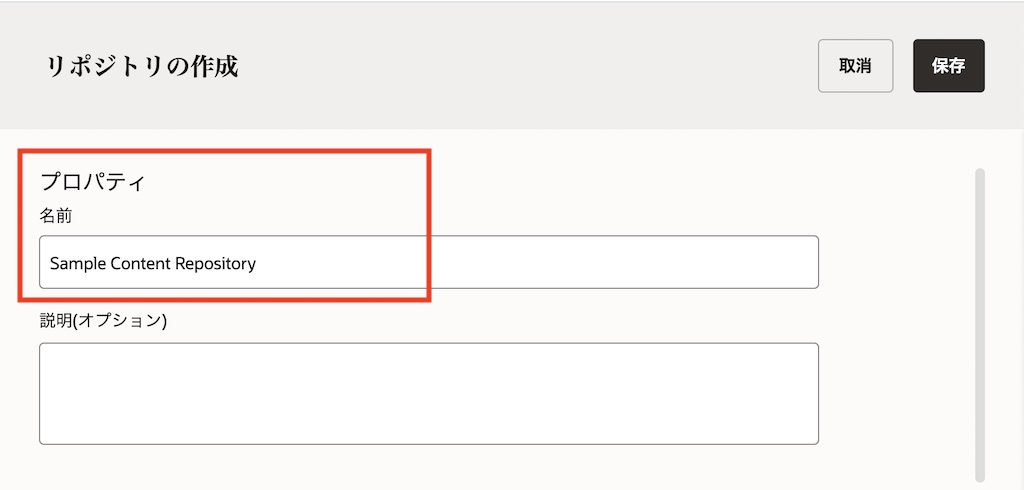 リポジトリの作成
取消
保存
プロパティ
名前
Sample Content Repository
説明(オプション)